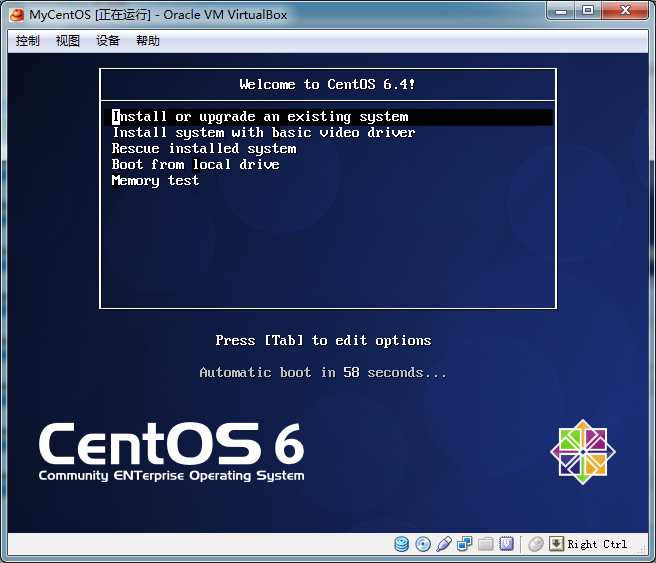 MyCentOS [正在运行] - Oracle VM VirtualBox
控制 视图 设备 帮助
Welcome to CentOS 6.4!
Install or upgrade an existing system
Install system with basic video driver
Rescue installed system
Boot from local drive
Memory test
Press [Tab] to edit options
Automatic boot in 58 seconds...
CentOS 6
Community ENTerprise Operating System
Right Ctrl